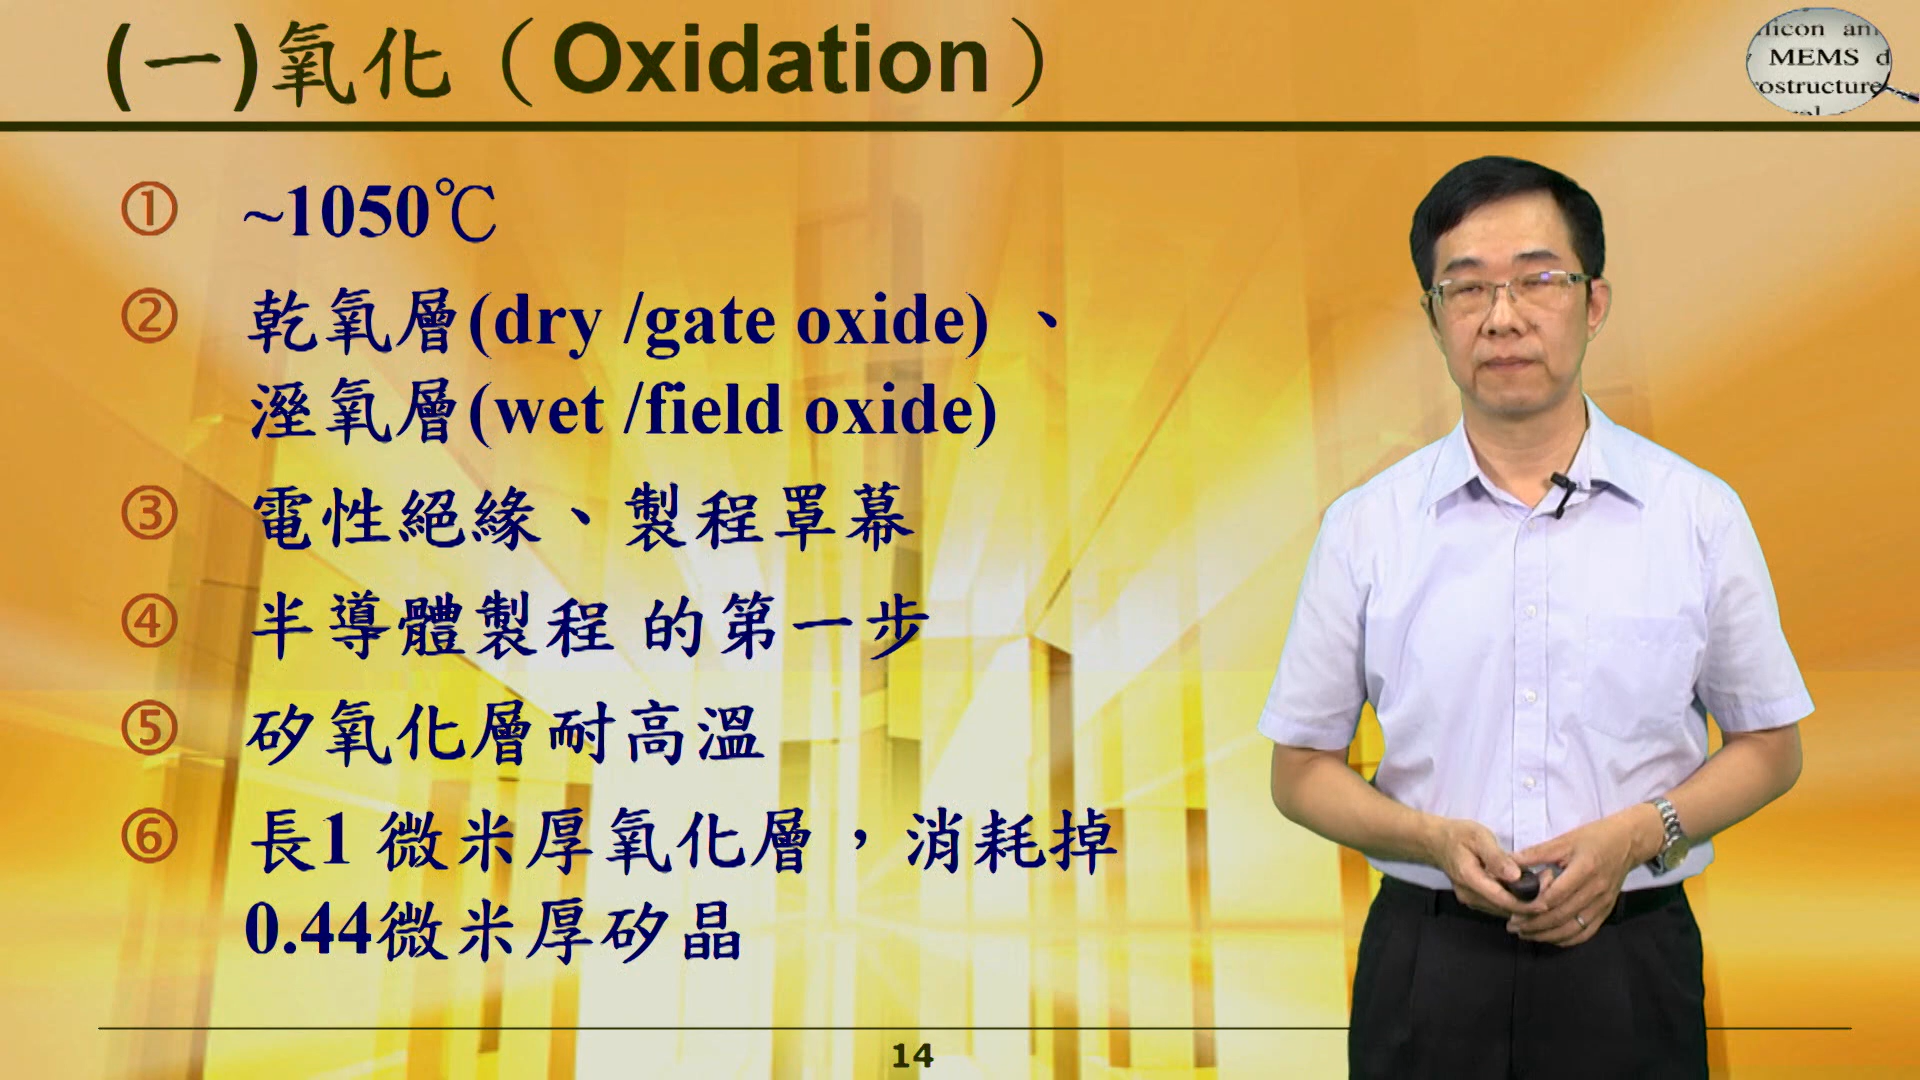 (一)氧化（Oxidation）
licon an
MEMS d
ostructure
① ~1050℃
② 乾氧層(dry /gate oxide) 、
溼氧層(wet /field oxide)
③ 電性絕緣、製程罩幕
④ 半導體製程 的第一步
⑤ 矽氧化層耐高溫
⑥ 長1 微米厚氧化層，消耗掉
0.44微米厚矽晶
14